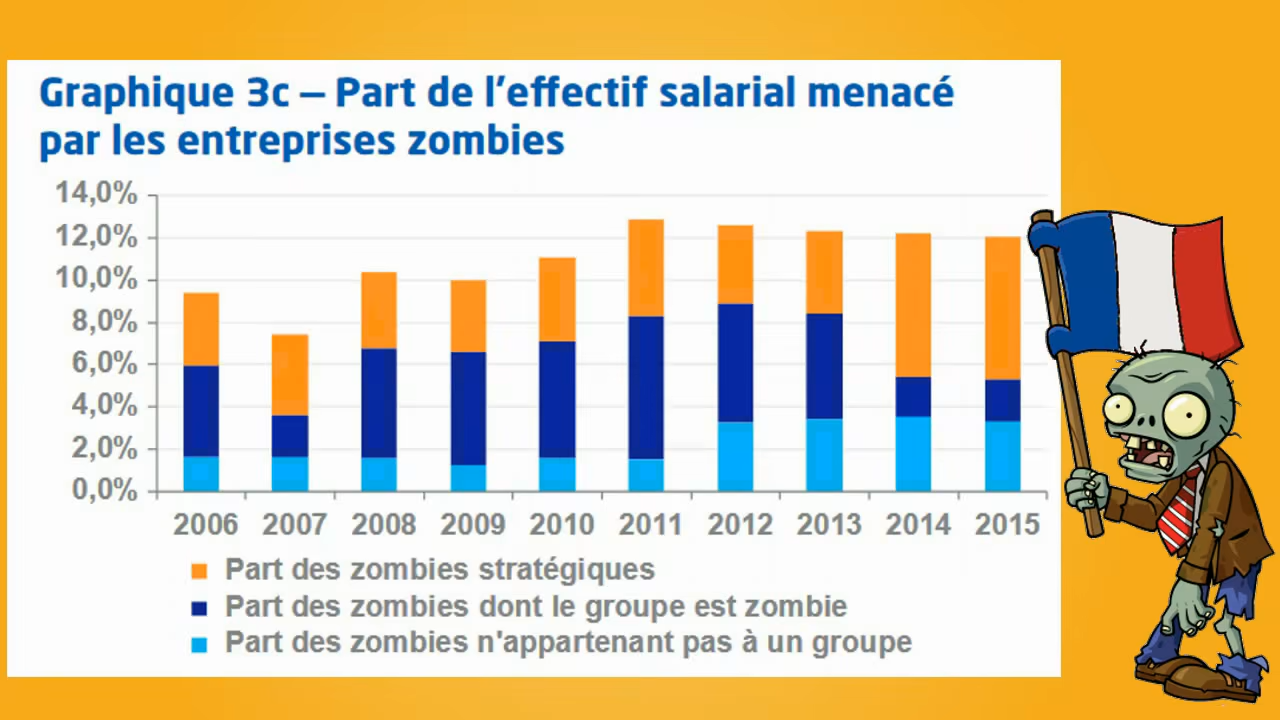 Graphique 3c – Part de l'effectif salarial menacé
par les entreprises zombies
14,0%
12,0%
10,0%
8,0%
6,0%
4,0%
2,0%
0,0%
2006 2007 2008 2009 2010 2011 2012 2013 2014 2015
Part des zombies stratégiques
Part des zombies dont le groupe est zombie
Part des zombies n'appartenant pas à un groupe